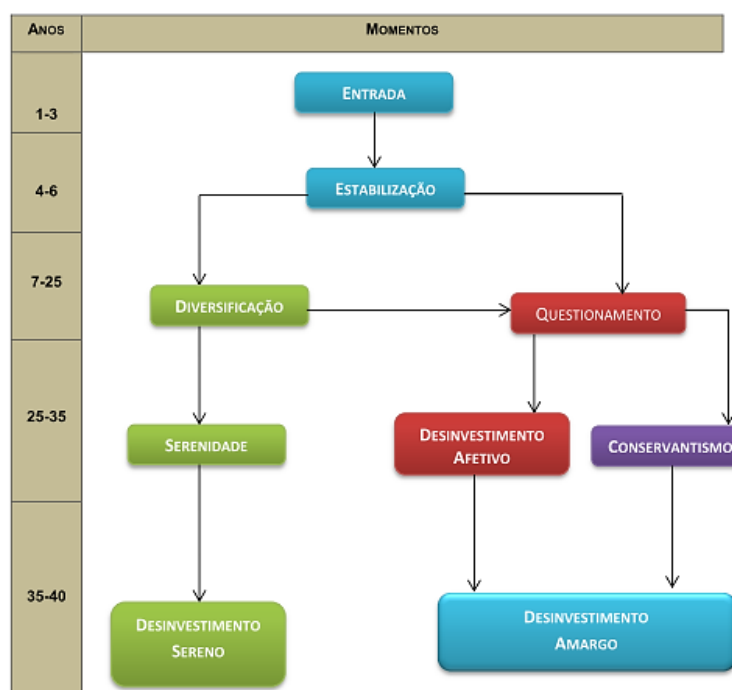 ANOS
MOMENTOS
1-3
ENTRADA
4-6
ESTABILIZAÇÃO
7-25
DIVERSIFICAÇÃO
QUESTIONAMENTO
25-35
SERENIDADE
DESINVESTIMENTO
AFETIVO
CONSERVANTISMO
35-40
DESINVESTIMENTO
SERENO
DESINVESTIMENTO
AMARGO